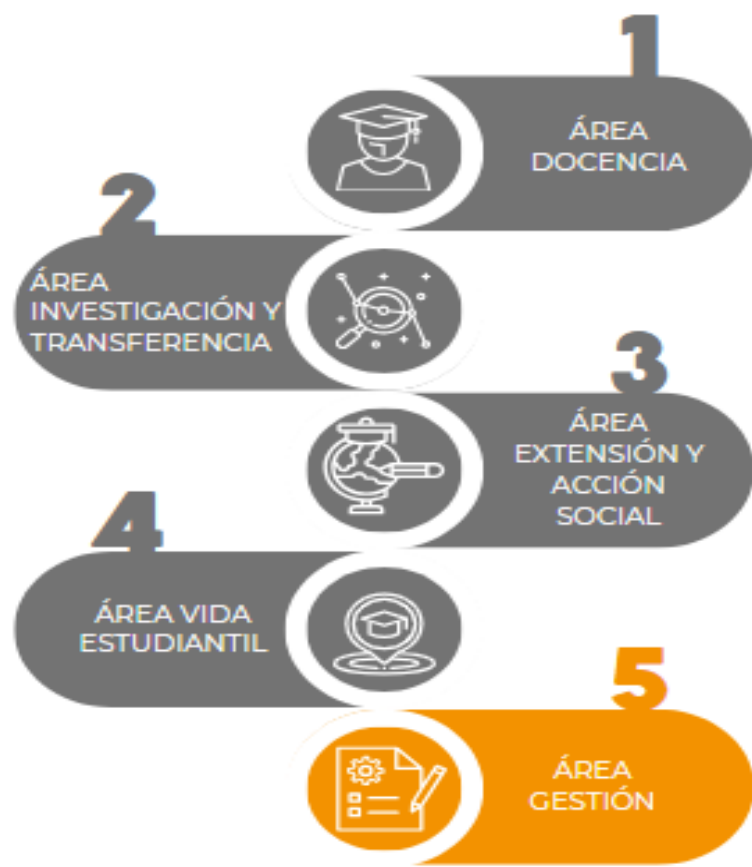 1
ÁREA
DOCENCIA
2
ÁREA
INVESTIGACIÓN Y
TRANSFERENCIA
3
ÁREA
EXTENSIÓN Y
ACCIÓN
SOCIAL
4
ÁREA VIDA
ESTUDIANTIL
5
ÁREA
GESTIÓN